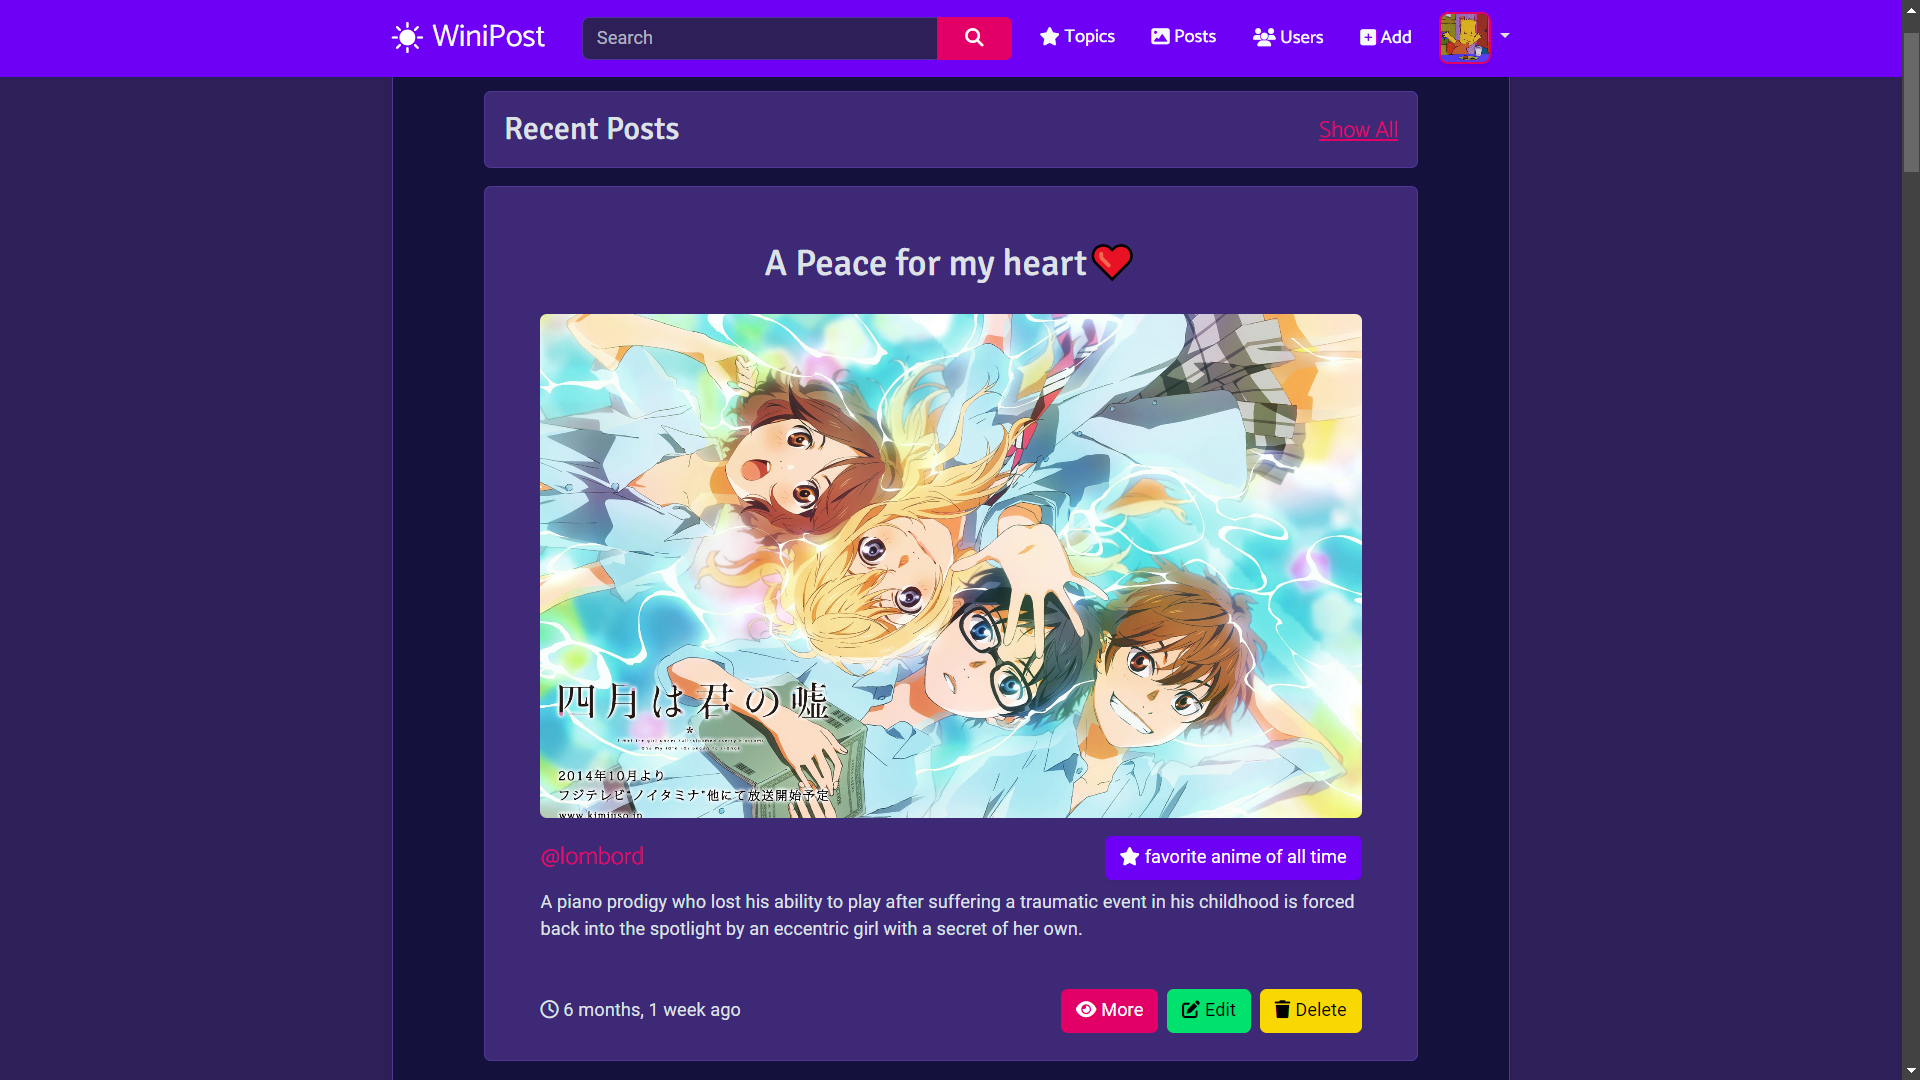 WiniPost
Search
Topics
Posts
Users
Add
Recent Posts
Show All
A Peace for my heart
四月は君の嘘
*
2014年10月より
フジテレビ"ノイタミナ"他にて放送開始予定
www.kimiuso.jp
@lombord
favorite anime of all time
A piano prodigy who lost his ability to play after suffering a traumatic event in his childhood is forced
back into the spotlight by an eccentric girl with a secret of her own.
6 months, 1 week ago
More
Edit
Delete